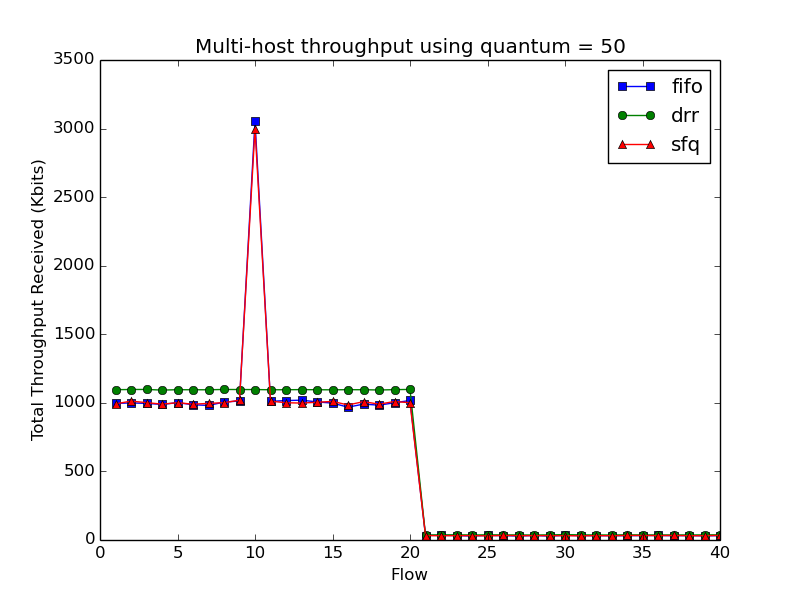 Multi-host throughput using quantum = 50
3500
3000
2500
2000
1500
1000
500
0
Total Throughput Received (Kbits)
fifo
drr
sfq
0 5 10 15 20 25 30 35 40
Flow